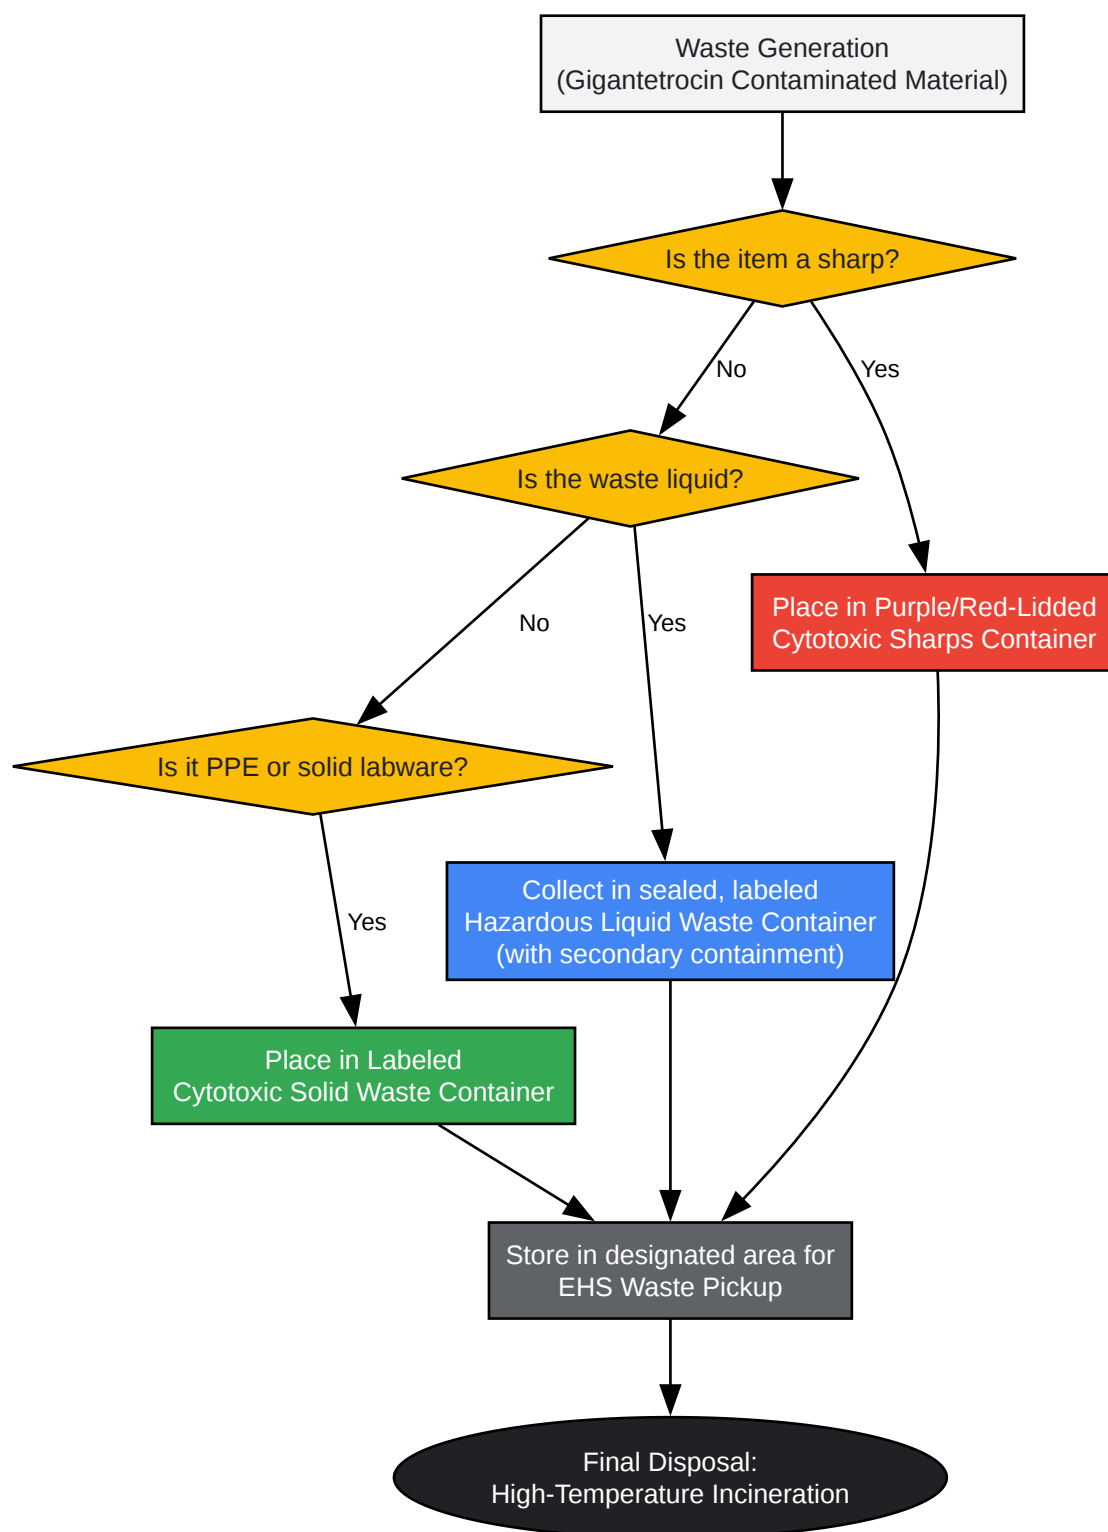 Waste Generation
(Gigantetrocin Contaminated Material)
Is the item a sharp?
No
Yes
Is the waste liquid?
Place in Purple/Red-Lidded
Cytotoxic Sharps Container
No
Yes
Is it PPE or solid labware?
Collect in sealed, labeled
Hazardous Liquid Waste Container
(with secondary containment)
Yes
Place in Labeled
Cytotoxic Solid Waste Container
Store in designated area for
EHS Waste Pickup
Final Disposal:
High-Temperature Incineration